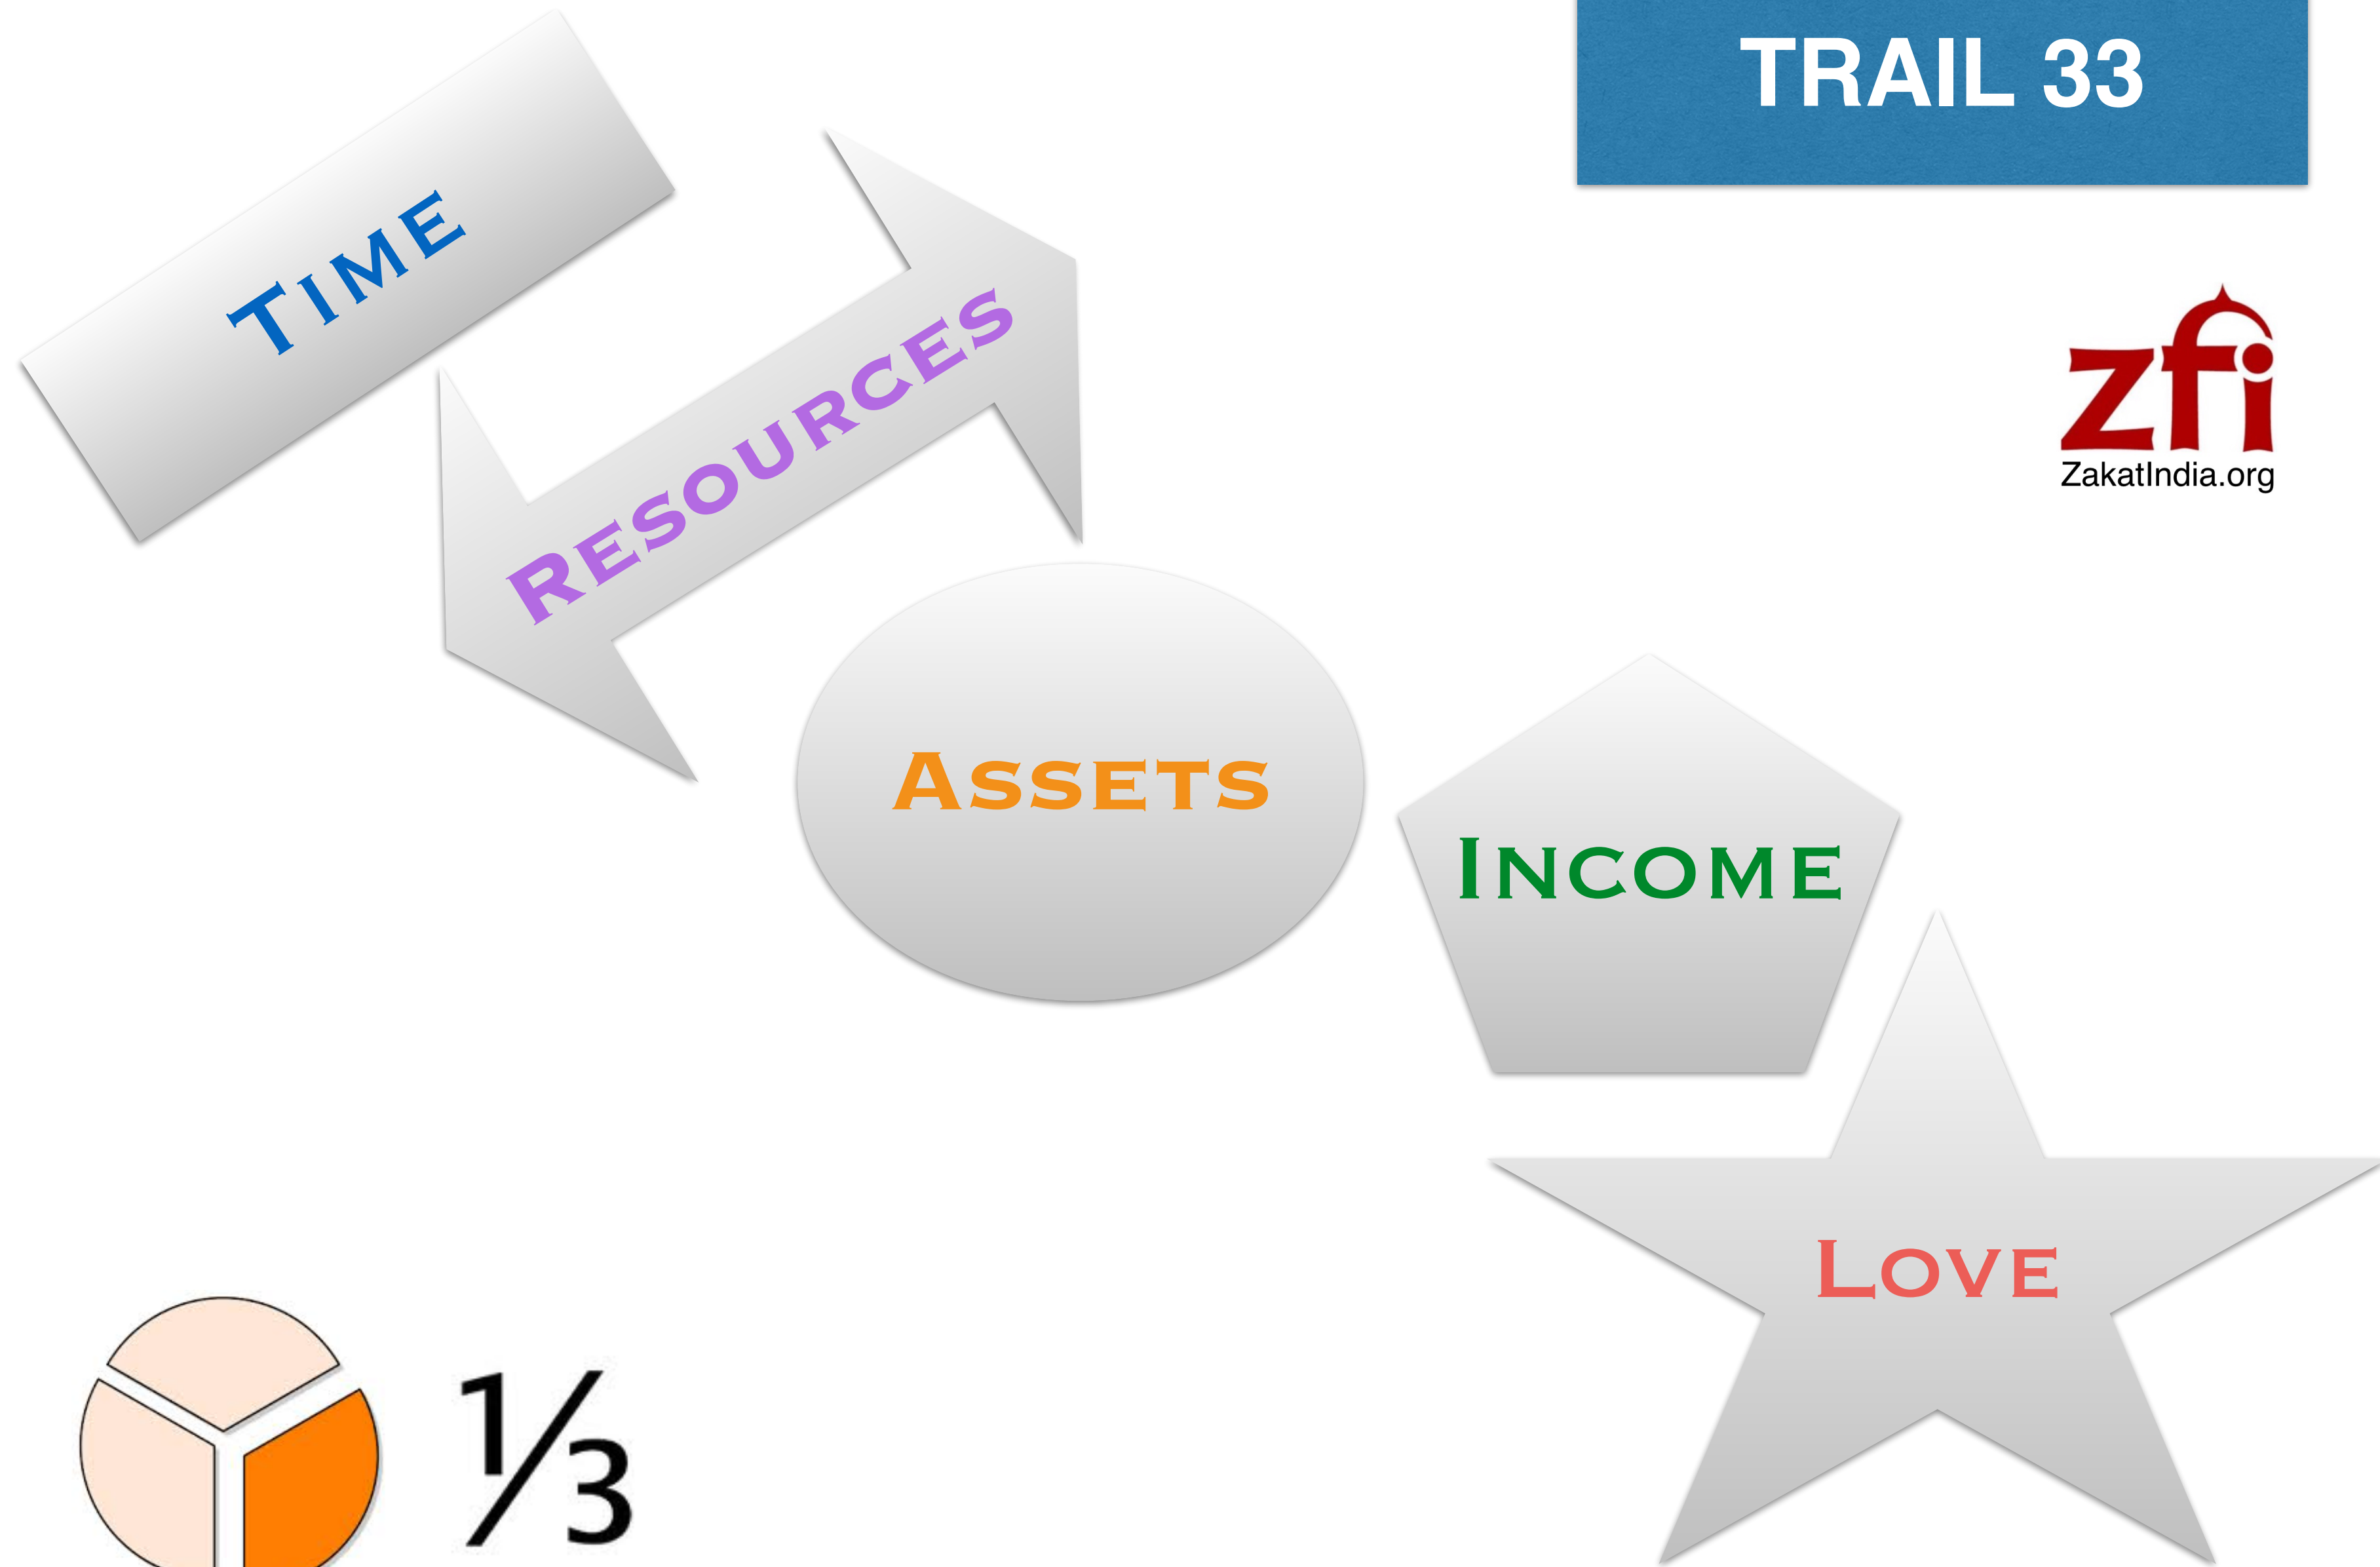 TRAIL 33
Time
Resources
zfi
ZakatIndia.org
Assets
Income
Love
1/3